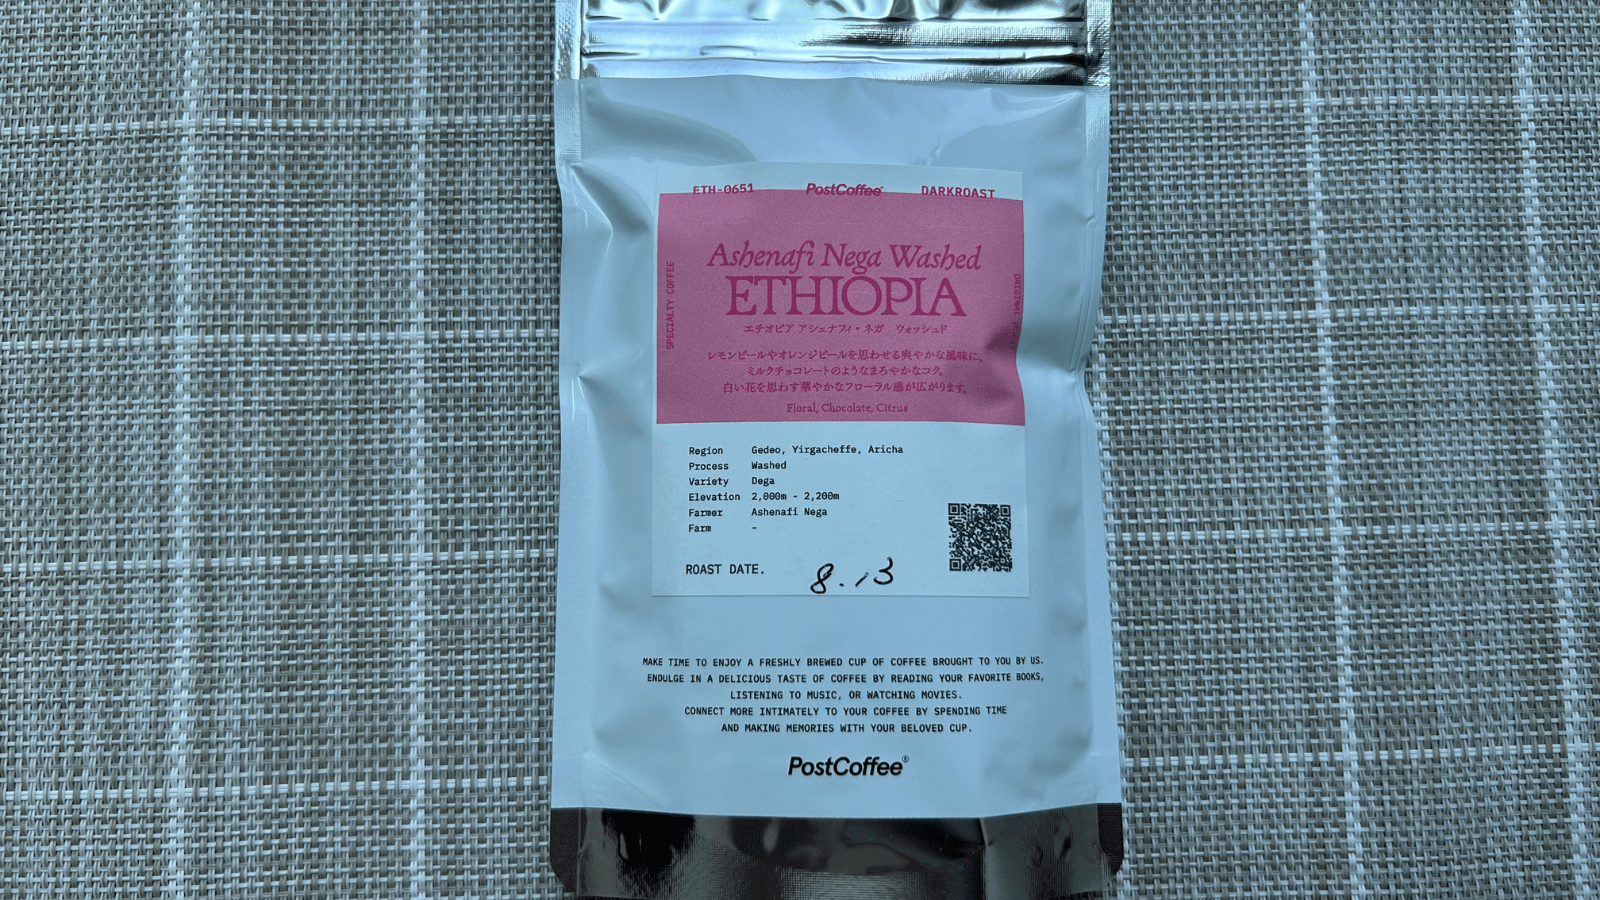 ETH-0651 PostCoffee® DARKROAST
SPECIALTY COFFEE
Ashenafi Nega Washed
ETHIOPIA
エチオピア アシェナフィ・ネガ ウォッシュド
レモンピールやオレンジピールを思わせる爽やかな風味に、
ミルクチョコレートのようなまろやかなコク。
白い花を思わす華やかなフローラル感が広がります。
Floral, Chocolate, Citrus
Region Gedeo, Yirgacheffe, Aricha
Process Washed
Variety Dega
Elevation 2,000m - 2,200m
Farmer Ashenafi Nega
Farm -
ROAST DATE. 8.13
MAKE TIME TO ENJOY A FRESHLY BREWED CUP OF COFFEE BROUGHT TO YOU BY US.
ENDULGE IN A DELICIOUS TASTE OF COFFEE BY READING YOUR FAVORITE BOOKS,
LISTENING TO MUSIC, OR WATCHING MOVIES.
CONNECT MORE INTIMATELY TO YOUR COFFEE BY SPENDING TIME
AND MAKING MEMORIES WITH YOUR BELOVED CUP.
PostCoffee®